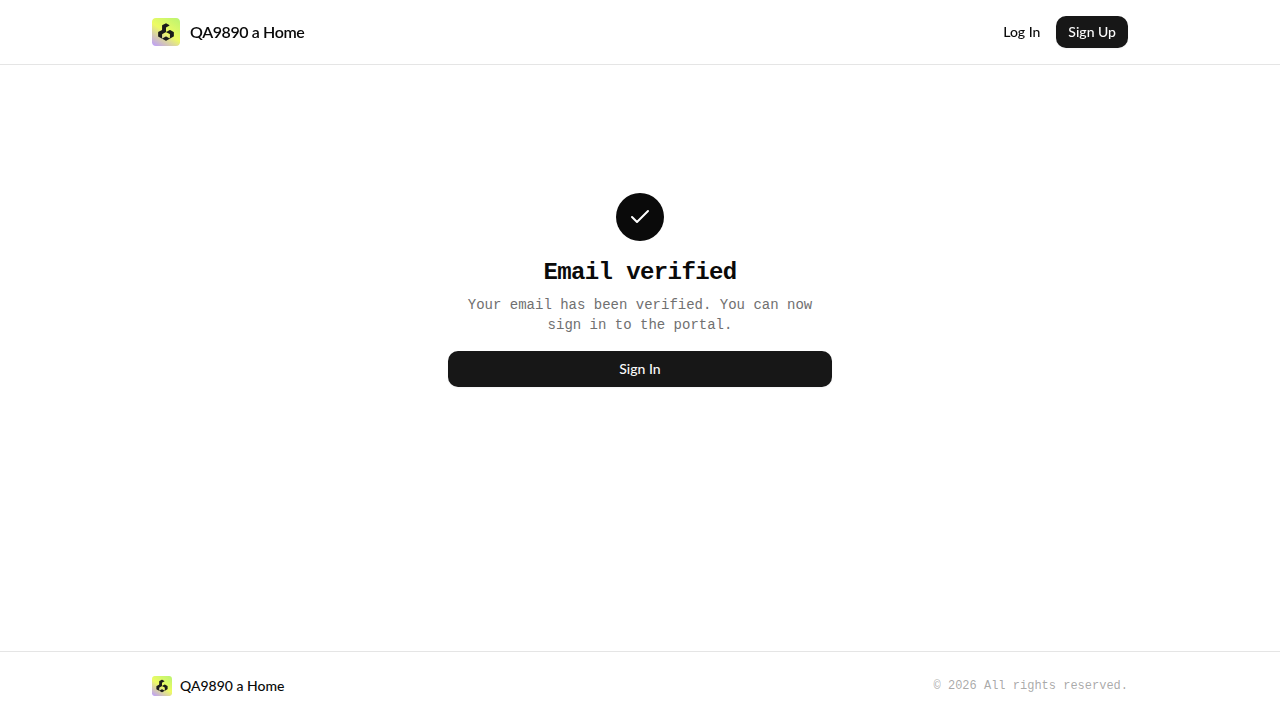 QA9890 a Home
Log In
Sign Up
Email verified
Your email has been verified. You can now
sign in to the portal.
Sign In
QA9890 a Home
© 2026 All rights reserved.